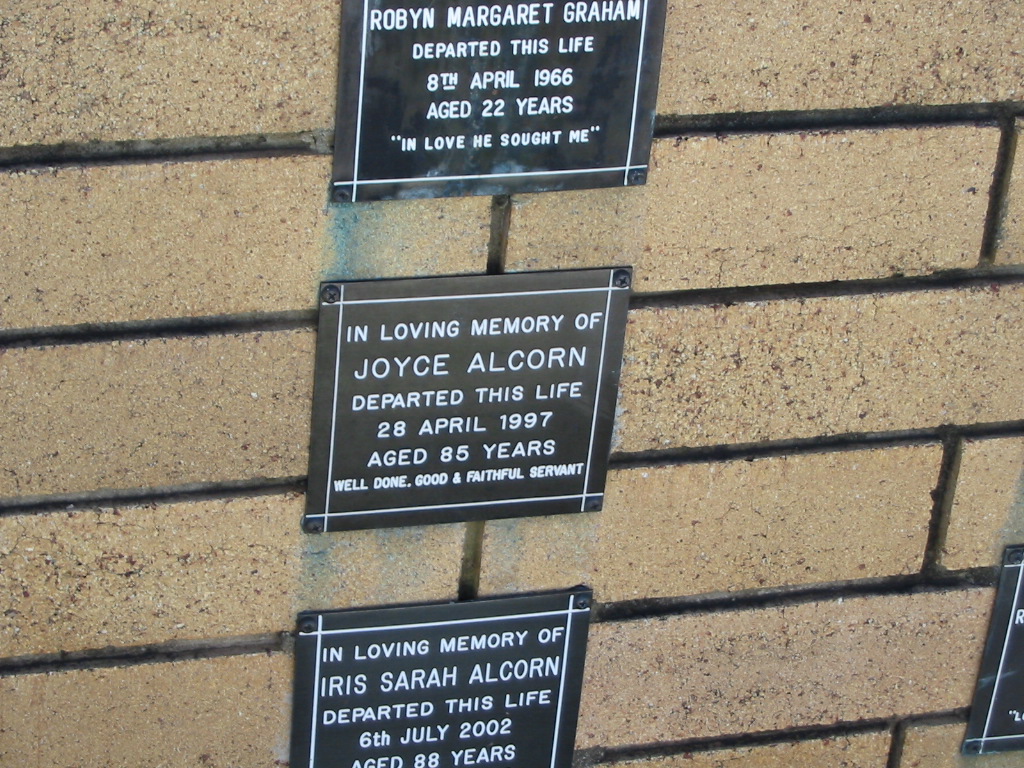 ROBYN MARGARET GRAHAM
DEPARTED THIS LIFE
8TH APRIL 1966
AGED 22 YEARS
"IN LOVE HE SOUGHT ME"
IN LOVING MEMORY OF
JOYCE ALCORN
DEPARTED THIS LIFE
28 APRIL 1997
AGED 85 YEARS
WELL DONE, GOOD & FAITHFUL SERVANT
IN LOVING MEMORY OF
IRIS SARAH ALCORN
DEPARTED THIS LIFE
6th JULY 2002
AGED 88 YEARS